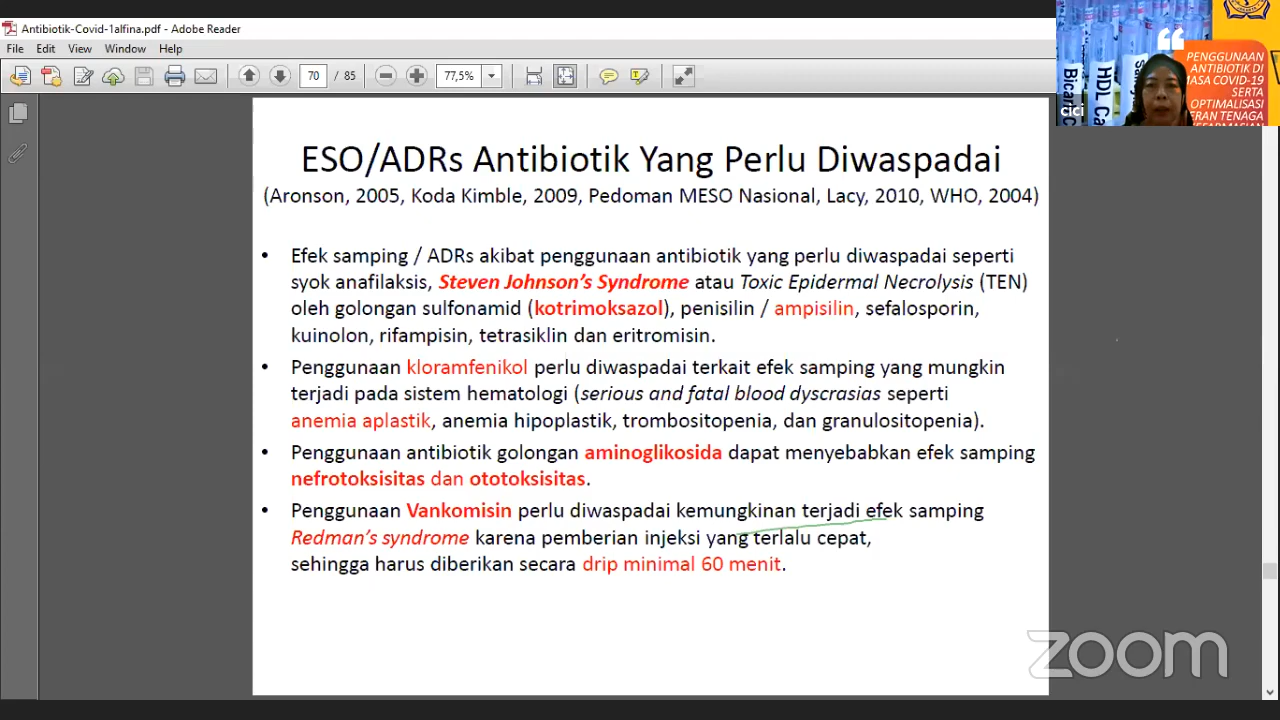 Antibiotik-Covid-1alfina.pdf - Adobe Reader
File Edit View Window Help
70 / 85
77,5%
PENGGUNAAN
ANTIBIOTIK DI
MASA COVID-19
SERTA
OPTIMALISASI
ERAN TENAGA
Bicar
HDL Ca
cici
ESO/ADRs Antibiotik Yang Perlu Diwaspadai
(Aronson, 2005, Koda Kimble, 2009, Pedoman MESO Nasional, Lacy, 2010, WHO, 2004)
• Efek samping / ADRs akibat penggunaan antibiotik yang perlu diwaspadai seperti
syok anafilaksis, Steven Johnson’s Syndrome atau Toxic Epidermal Necrolysis (TEN)
oleh golongan sulfonamid (kotrimoksazol), penisilin / ampisilin, sefalosporin,
kuinolon, rifampisin, tetrasiklin dan eritromisin.
• Penggunaan kloramfenikol perlu diwaspadai terkait efek samping yang mungkin
terjadi pada sistem hematologi (serious and fatal blood dyscrasias seperti
anemia aplastik, anemia hipoplastik, trombositopenia, dan granulositopenia).
• Penggunaan antibiotik golongan aminoglikosida dapat menyebabkan efek samping
nefrotoksisitas dan ototoksisitas.
• Penggunaan Vankomisin perlu diwaspadai kemungkinan terjadi efek samping
Redman’s syndrome karena pemberian injeksi yang terlalu cepat,
sehingga harus diberikan secara drip minimal 60 menit.
zoom